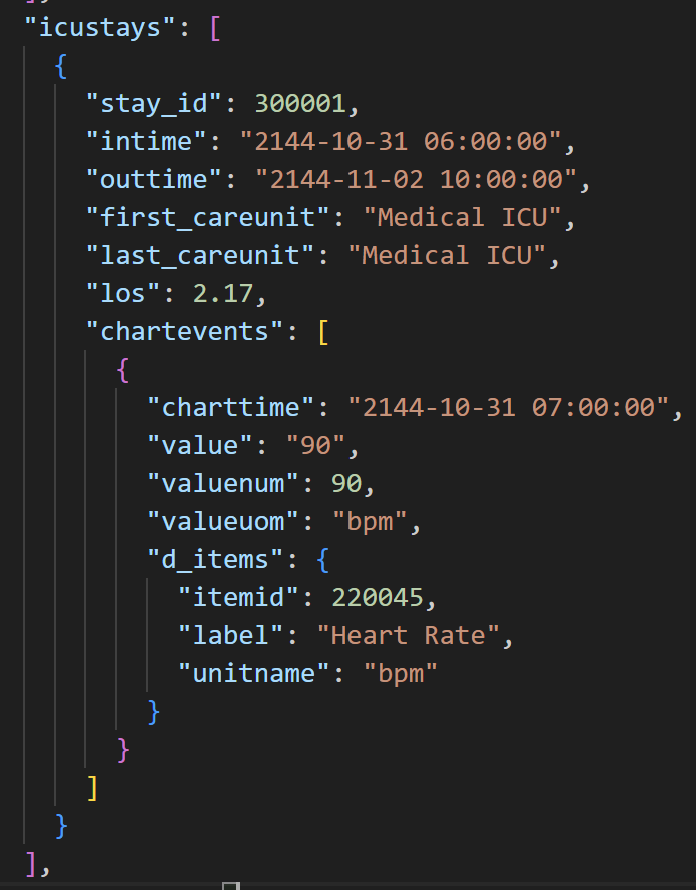 "icustays": [
{
"stay_id": 300001,
"intime": "2144-10-31 06:00:00",
"outtime": "2144-11-02 10:00:00",
"first_careunit": "Medical ICU",
"last_careunit": "Medical ICU",
"los": 2.17,
"chartevents": [
{
"charttime": "2144-10-31 07:00:00",
"value": "90",
"valuenum": 90,
"valueuom": "bpm",
"d_items": {
"itemid": 220045,
"label": "Heart Rate",
"unitname": "bpm"
}
}
]
}
],